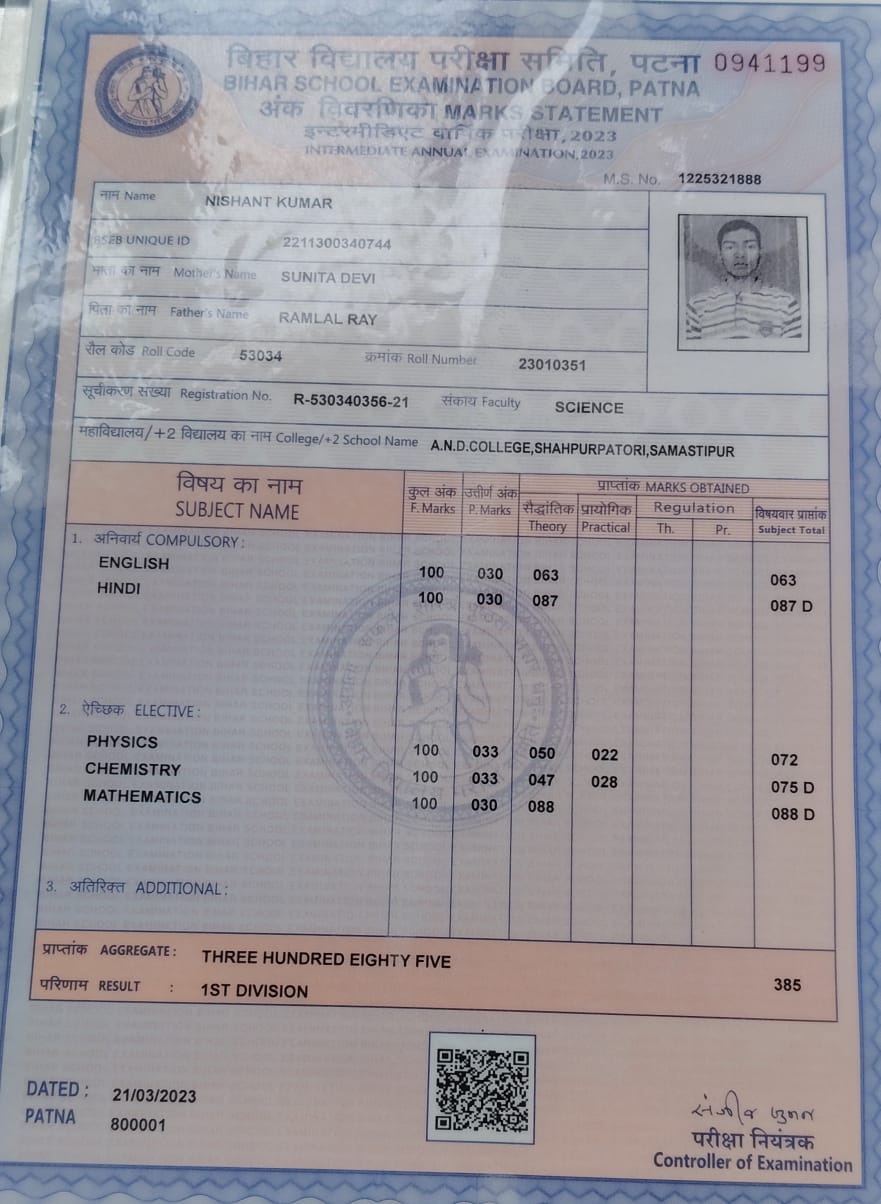 बिहार विद्यालय परीक्षा समिति, पटना 0941199
BIHAR SCHOOL EXAMINATION BOARD, PATNA
अंक विवरणिका MARKS STATEMENT
इन्टरमीडिएट वार्षिक परीक्षा, 2023
INTERMEDIATE ANNUAL EXAMINATION, 2023
M.S. No. 1225321888
नाम Name NISHANT KUMAR
BSEB UNIQUE ID 2211300340744
माता का नाम Mother's Name SUNITA DEVI
पिता का नाम Father's Name RAMLAL RAY
रौल कोड Roll Code 53034 क्रमांक Roll Number 23010351
सूचीकरण संख्या Registration No. R-530340356-21 संकाय Faculty SCIENCE
महाविद्यालय/+2 विद्यालय का नाम College/+2 School Name A.N.D.COLLEGE,SHAHPURPATORI,SAMASTIPUR
विषय का नाम कुल अंक उत्तीर्ण अंक प्राप्तांक MARKS OBTAINED
SUBJECT NAME F. Marks P. Marks सैद्धांतिक प्रायोगिक Regulation विषयवार प्राप्तांक
Theory Practical Th. Pr. Subject Total
1. अनिवार्य COMPULSORY :
ENGLISH 100 030 063 063
HINDI 100 030 087 087 D
2. ऐच्छिक ELECTIVE :
PHYSICS 100 033 050 022 072
CHEMISTRY 100 033 047 028 075 D
MATHEMATICS 100 030 088 088 D
3. अतिरिक्त ADDITIONAL :
प्राप्तांक AGGREGATE : THREE HUNDRED EIGHTY FIVE 385
परिणाम RESULT : 1ST DIVISION
DATED : 21/03/2023
PATNA 800001
परीक्षा नियंत्रक
Controller of Examination